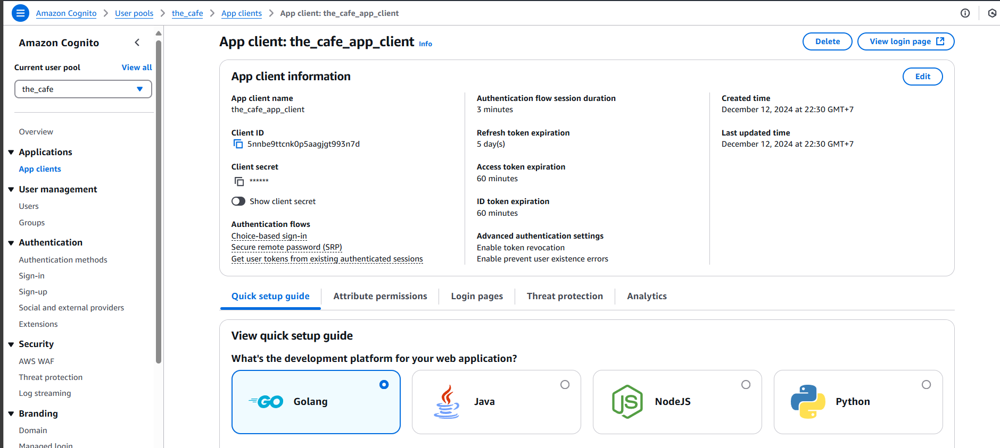 Amazon Cognito > User pools > the_cafe > App clients > App client: the_cafe_app_client
Amazon Cognito
Current user pool View all
the_cafe
Overview
Applications
App clients
User management
Users
Groups
Authentication
Authentication methods
Sign-in
Sign-up
Social and external providers
Extensions
Security
AWS WAF
Threat protection
Log streaming
Branding
Domain
Managed login
App client: the_cafe_app_client Info
Delete
View login page
App client information
Edit
App client name
the_cafe_app_client
Client ID
5nnbe9ttcnk0p5aagjgt993n7d
Client secret
******
Show client secret
Authentication flows
Choice-based sign-in
Secure remote password (SRP)
Get user tokens from existing authenticated sessions
Authentication flow session duration
3 minutes
Refresh token expiration
5 day(s)
Access token expiration
60 minutes
ID token expiration
60 minutes
Advanced authentication settings
Enable token revocation
Enable prevent user existence errors
Created time
December 12, 2024 at 22:30 GMT+7
Last updated time
December 12, 2024 at 22:30 GMT+7
Quick setup guide
Attribute permissions
Login pages
Threat protection
Analytics
View quick setup guide
What's the development platform for your web application?
GO Golang
Java
JS NodeJS
Python